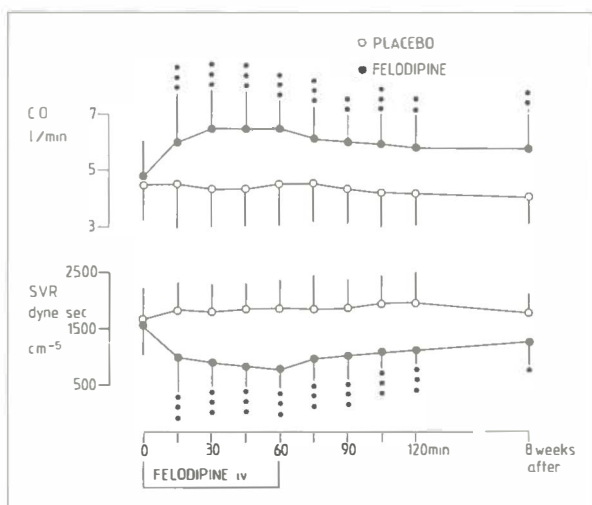 ○ PLACEBO
● FELODIPINE
CO
l/min
7
5
3
SVR
dyne sec
cm⁻⁵
2500
1500
500
0 30 60 90 120min 8 weeks
after
FELODIPINE IV